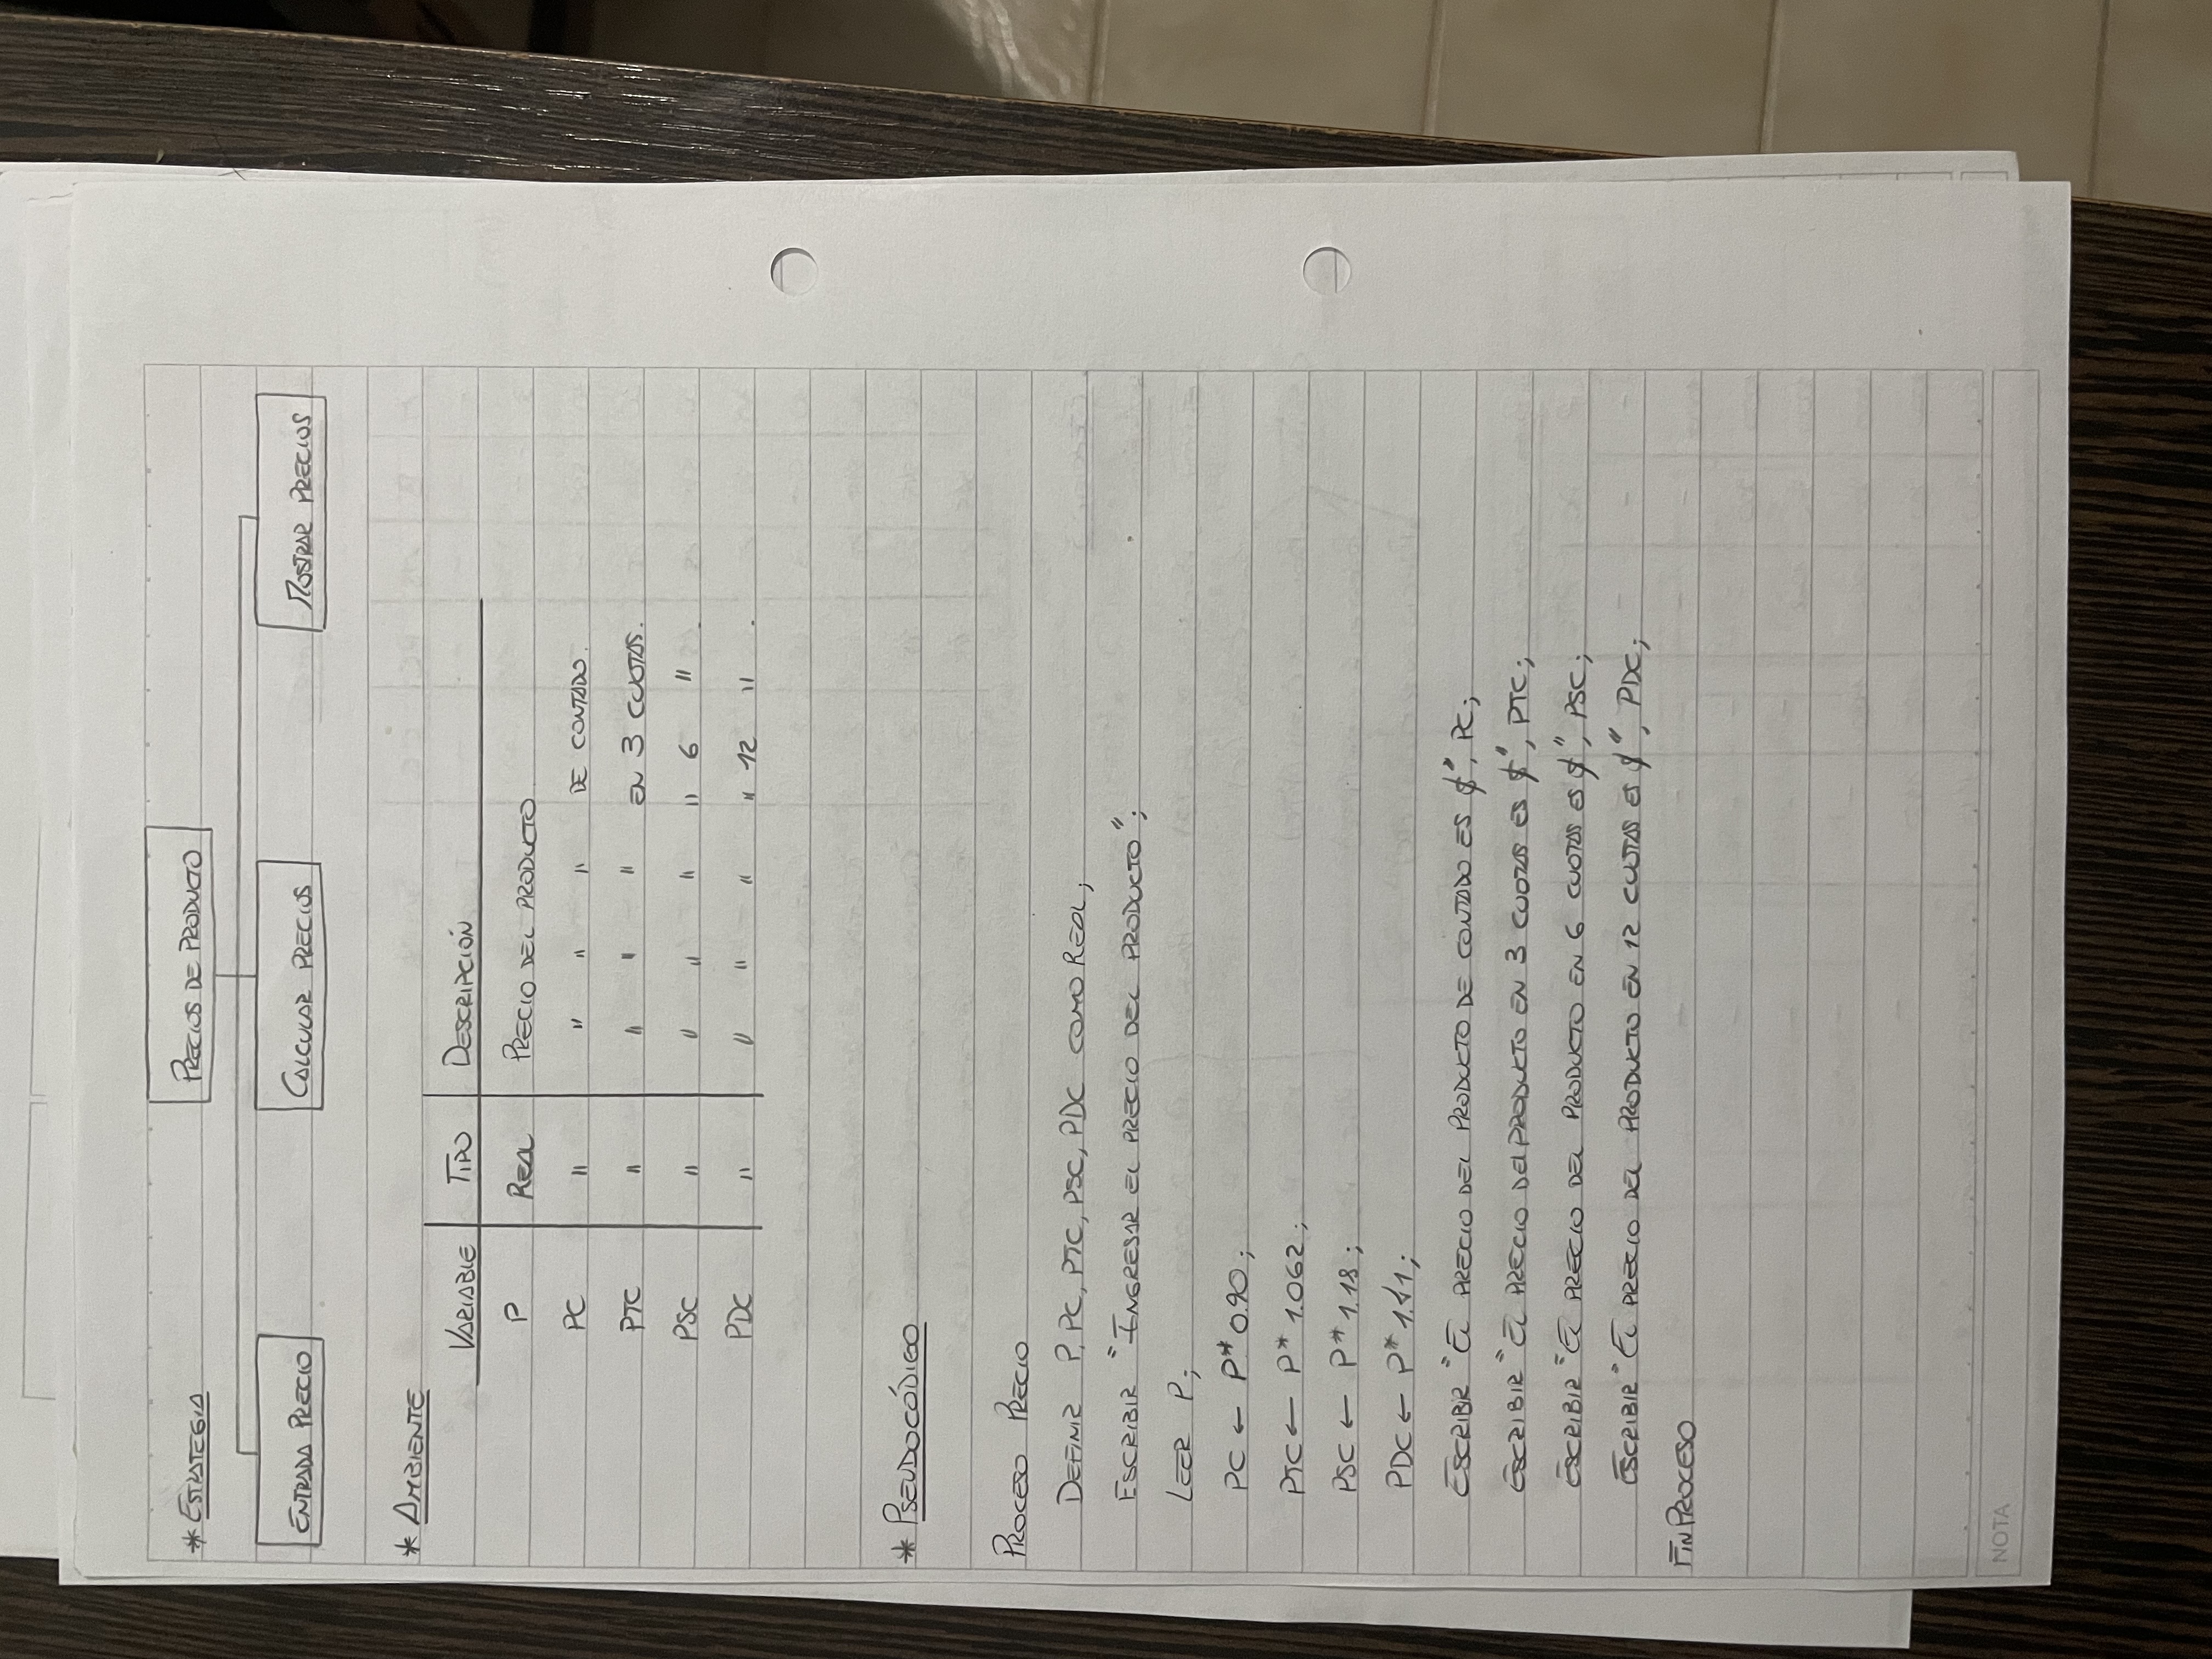 * ESTRATEGIA
PRECIOS DE PRODUCTO
ENTRADA PRECIO CALCULAR PRECIOS MOSTRAR PRECIOS
* AMBIENTE
VARIABLE TIPO DESCRIPCIÓN
P REAL PRECIO DEL PRODUCTO
PC " " " " DE CONTADO.
PTC " " " " EN 3 CUOTAS.
PSC " " " " " 6 " .
PDC " " " " " 12 " .
* PSEUDOCÓDIGO
PROCESO PRECIO
DEFINIR P, PC, PTC, PSC, PDC COMO REAL;
ESCRIBIR "INGRESAR EL PRECIO DEL PRODUCTO";
LEER P;
PC ← P * 0.90;
PTC ← P * 1.062;
PSC ← P * 1.18;
PDC ← P * 1.41;
ESCRIBIR "EL PRECIO DEL PRODUCTO DE CONTADO ES $", PC;
ESCRIBIR "EL PRECIO DEL PRODUCTO EN 3 CUOTAS ES $", PTC;
ESCRIBIR "EL PRECIO DEL PRODUCTO EN 6 CUOTAS ES $", PSC;
ESCRIBIR "EL PRECIO DEL PRODUCTO EN 12 CUOTAS ES $", PDC;
FIN PROCESO
NOTA